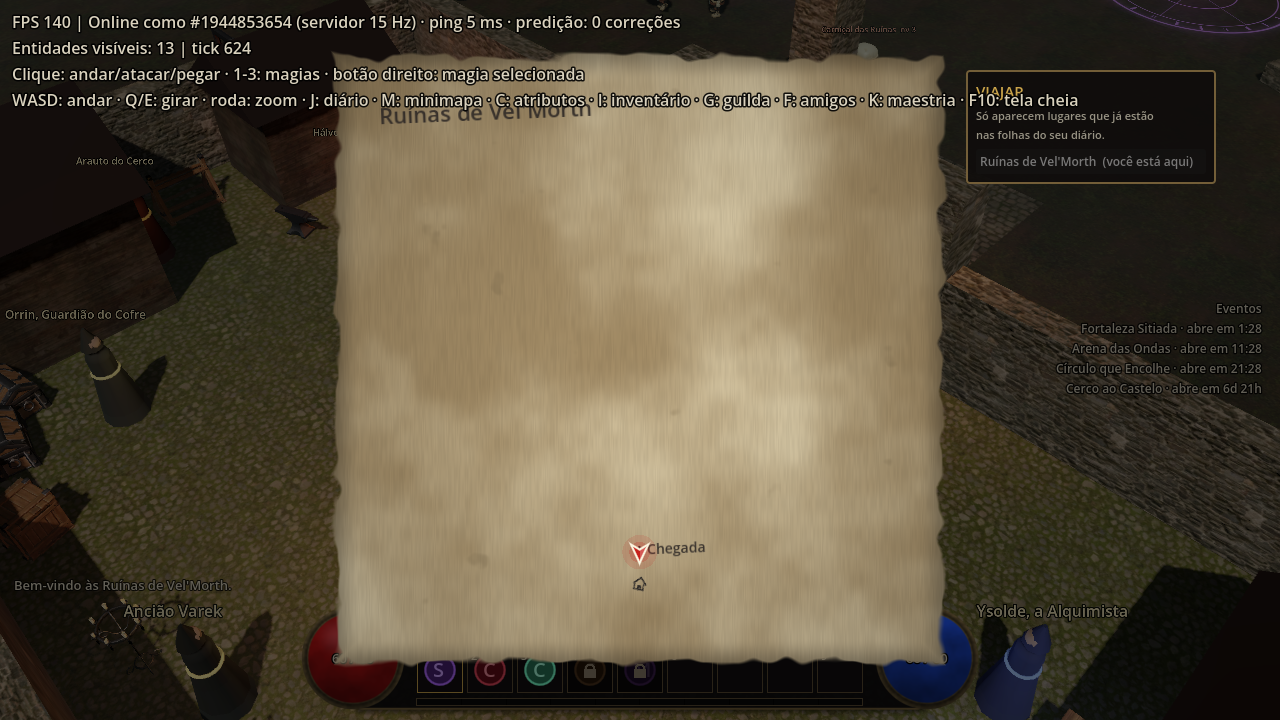 FPS 140 | Online como #1944853654 (servidor 15 Hz) · ping 5 ms · predição: 0 correções
Entidades visíveis: 13 | tick 624
Clique: andar/atacar/pegar · 1-3: magias · botão direito: magia selecionada
WASD: andar · Q/E: girar · roda: zoom · J: diário · M: minimapa · C: atributos · I: inventário · G: guilda · F: amigos · K: maestria · F10: tela cheia
Carniçal das Ruínas nv 3
VIAJAR
Só aparecem lugares que já estão
nas folhas do seu diário.
Ruínas de Vel'Morth (você está aqui)
Ruínas de Vel'Morth
Arauto do Cerco
Orrin, Guardião do Cofre
Eventos
Fortaleza Sitiada · abre em 1:28
Arena das Ondas · abre em 11:28
Círculo que Encolhe · abre em 21:28
Cerco ao Castelo · abre em 6d 21h
Chegada
Bem-vindo às Ruínas de Vel'Morth.
Ancião Varek
Ysolde, a Alquimista
S C C